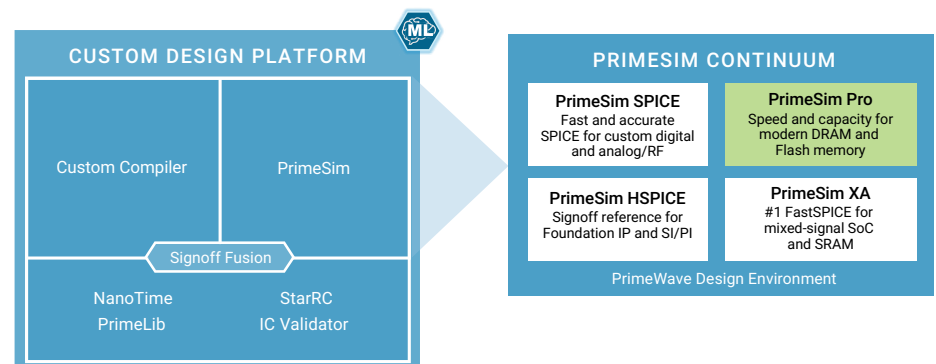 ML
CUSTOM DESIGN PLATFORM
Custom Compiler
PrimeSim
Signoff Fusion
NanoTime
StarRC
PrimeLib
IC Validator
PRIMESIM CONTINUUM
PrimeSim SPICE
Fast and accurate
SPICE for custom digital
and analog/RF
PrimeSim Pro
Speed and capacity for
modern DRAM and
Flash memory
PrimeSim HSPICE
Signoff reference for
Foundation IP and SI/PI
PrimeSim XA
#1 FastSPICE for
mixed-signal SoC
and SRAM
PrimeWave Design Environment